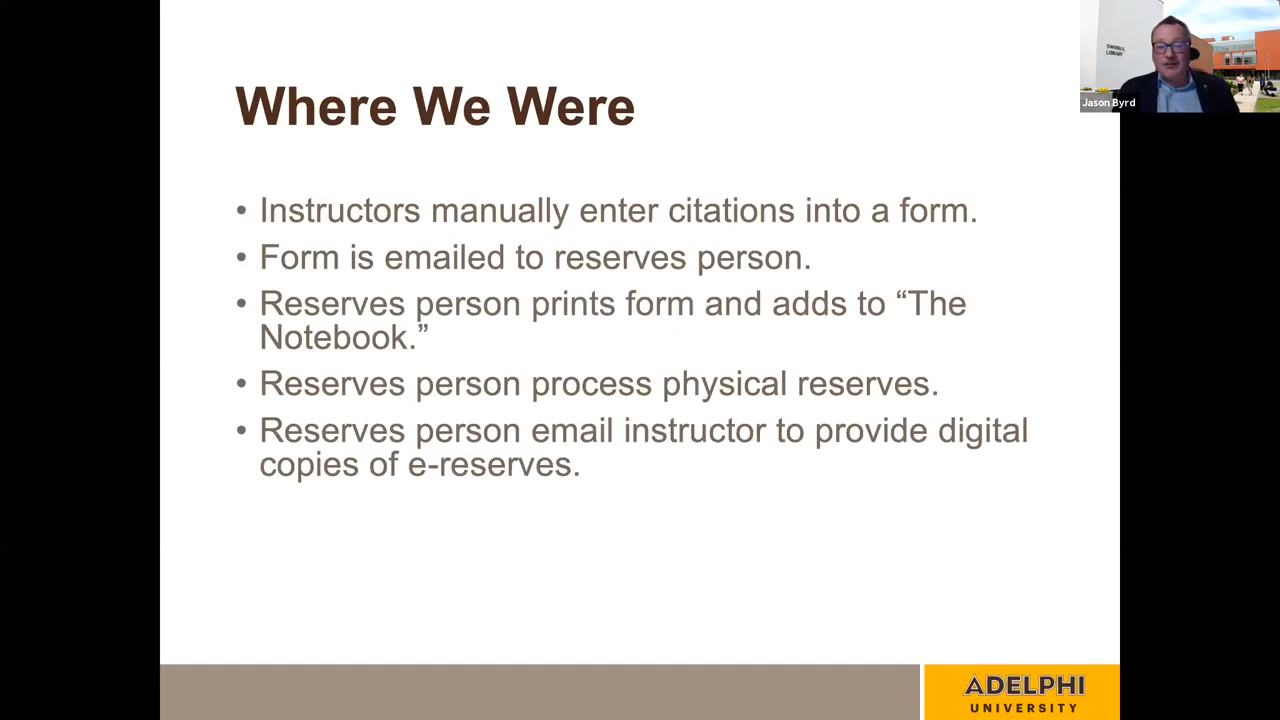 SWIRBUL
LIBRARY
Jason Byrd
Where We Were
• Instructors manually enter citations into a form.
• Form is emailed to reserves person.
• Reserves person prints form and adds to “The
Notebook.”
• Reserves person process physical reserves.
• Reserves person email instructor to provide digital
copies of e-reserves.
ADELPHI
UNIVERSITY